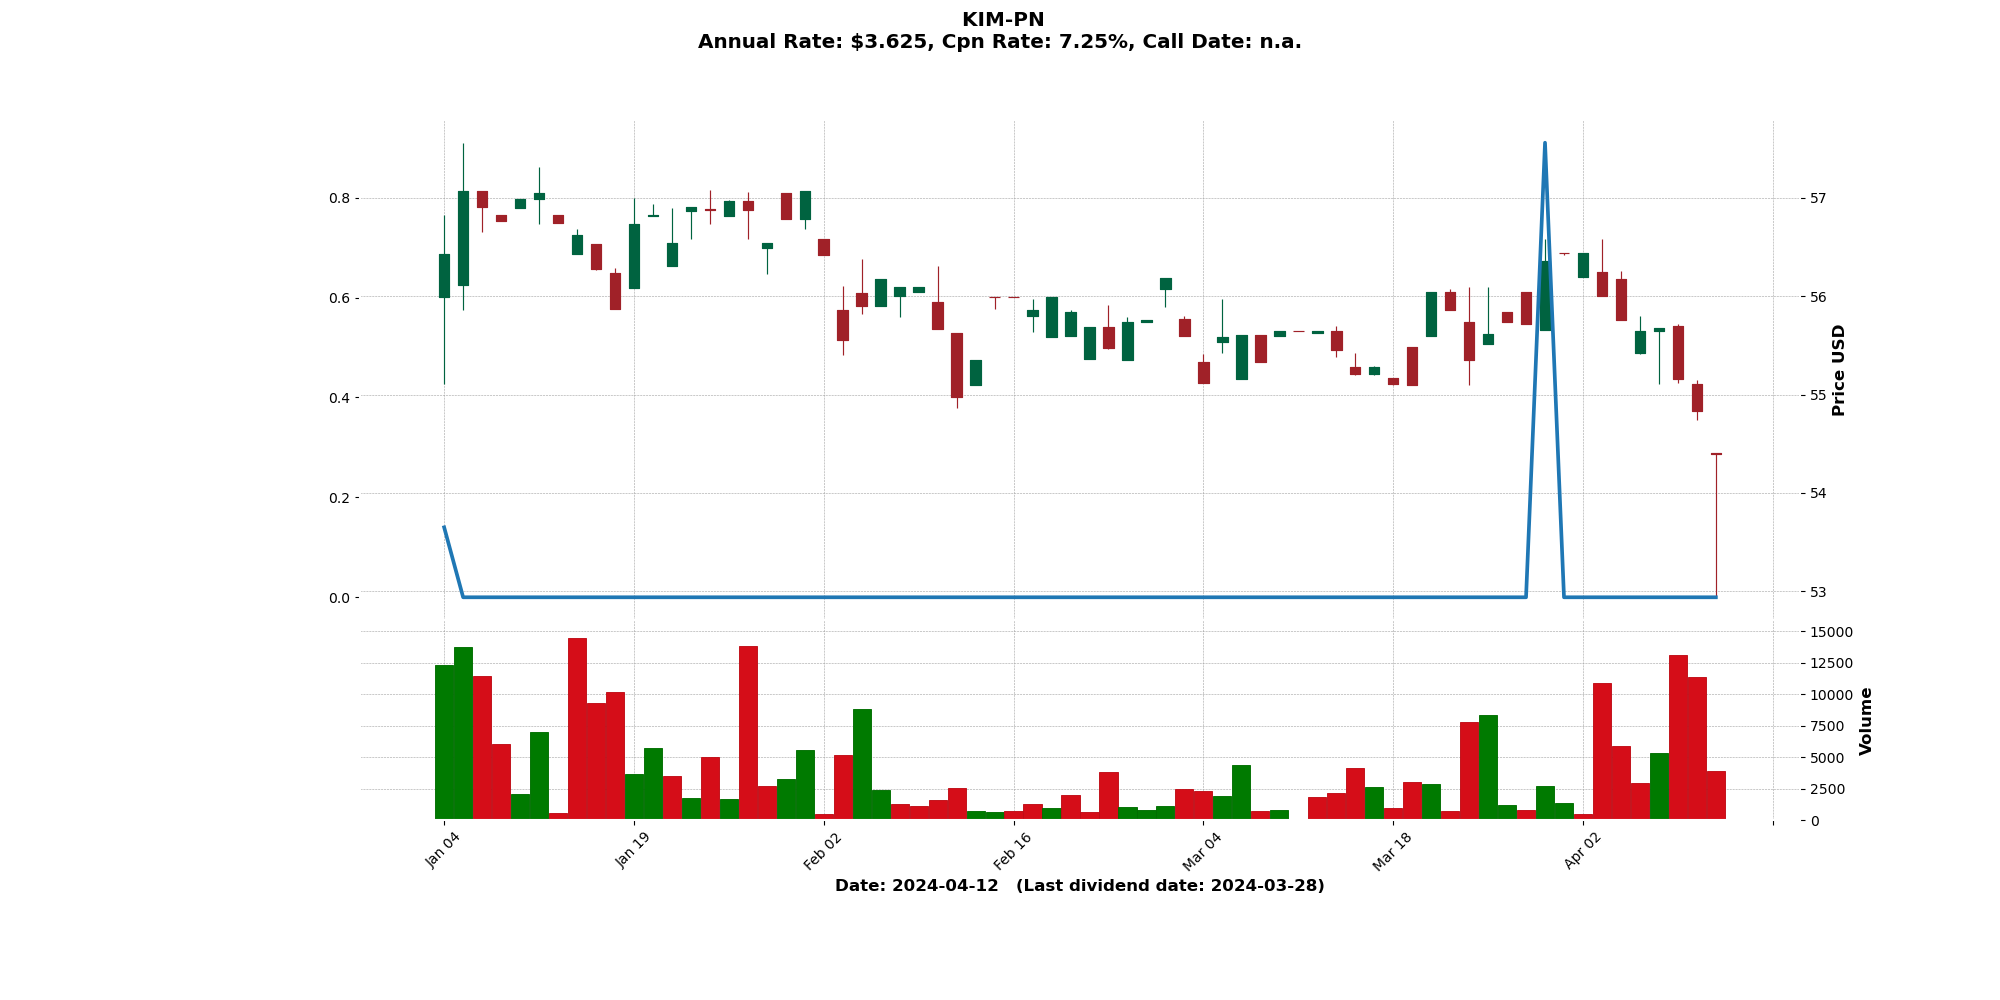 KIM-PN
Annual Rate: $3.625, Cpn Rate: 7.25%, Call Date: n.a.
0.8
0.6
0.4
0.2
0.0
57
56
55
54
53
Price USD
15000
12500
10000
7500
5000
2500
0
Volume
Jan 04
Jan 19
Feb 02
Feb 16
Mar 04
Mar 18
Apr 02
Date: 2024-04-12 (Last dividend date: 2024-03-28)